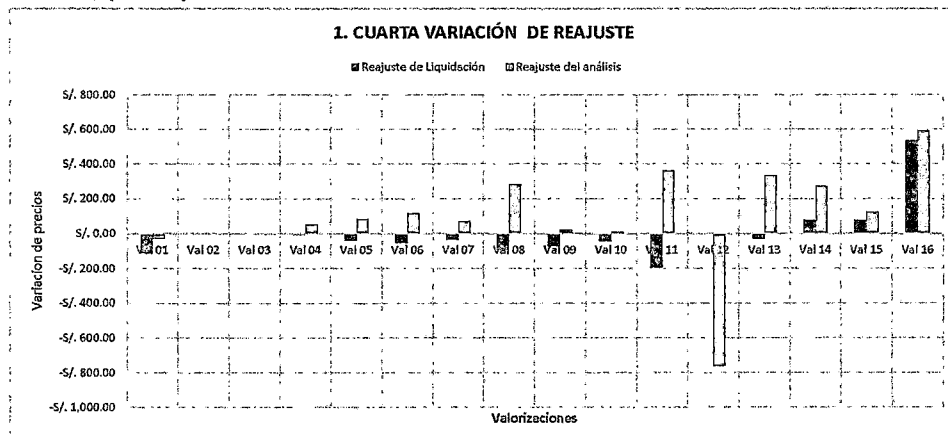 1. CUARTA VARIACIÓN DE REAJUSTE
Reajuste de Liquidación Reajuste del análisis
S/. 800.00
S/. 600.00
S/. 400.00
S/. 200.00
S/. 0.00
-S/. 200.00
-S/. 400.00
-S/. 600.00
-S/. 800.00
-S/. 1,000.00
Variacion de precios
Val 01 Val 02 Val 03 Val 04 Val 05 Val 06 Val 07 Val 08 Val 09 Val 10 Val 11 Val 12 Val 13 Val 14 Val 15 Val 16
Valorizaciones